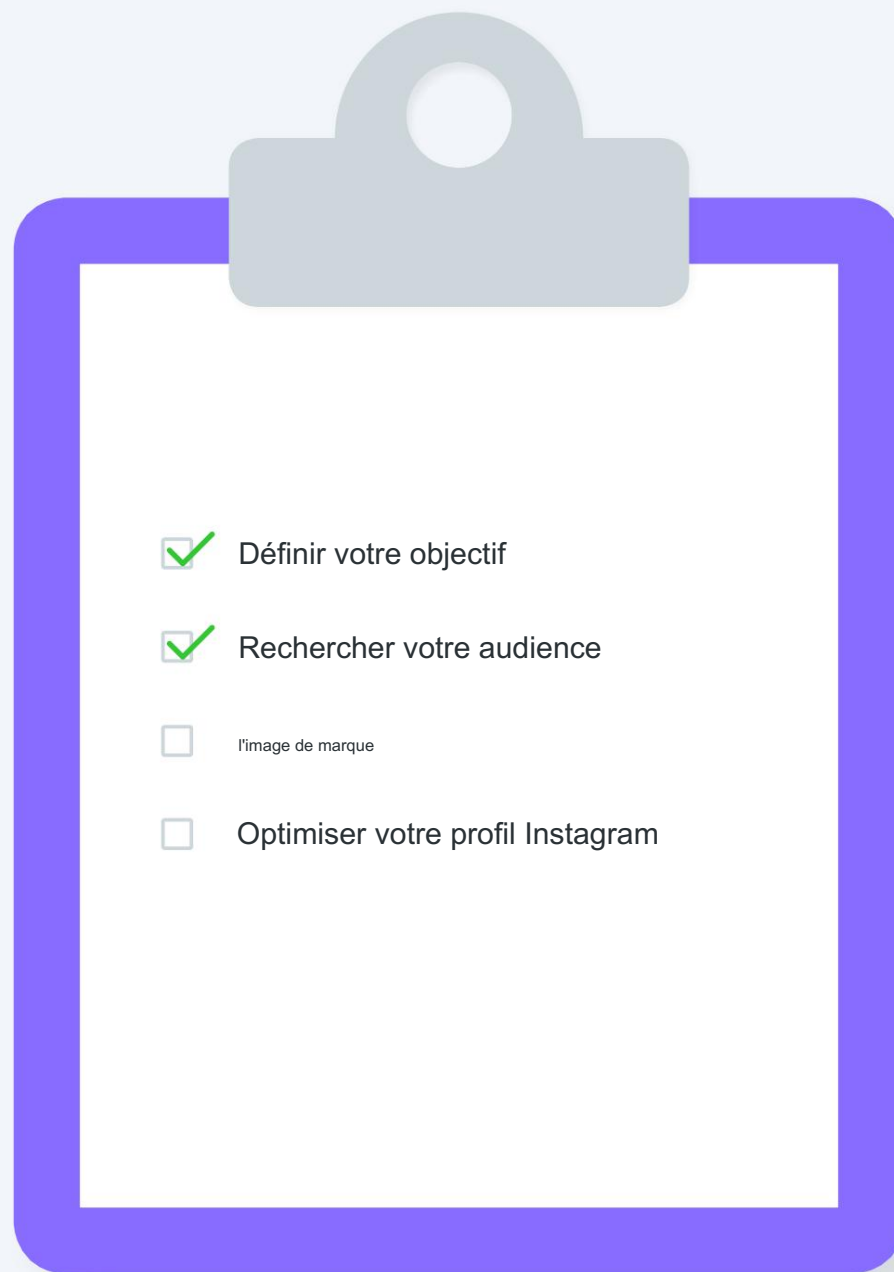 Définir votre objectif
Rechercher votre audience
l'image de marque
Optimiser votre profil Instagram